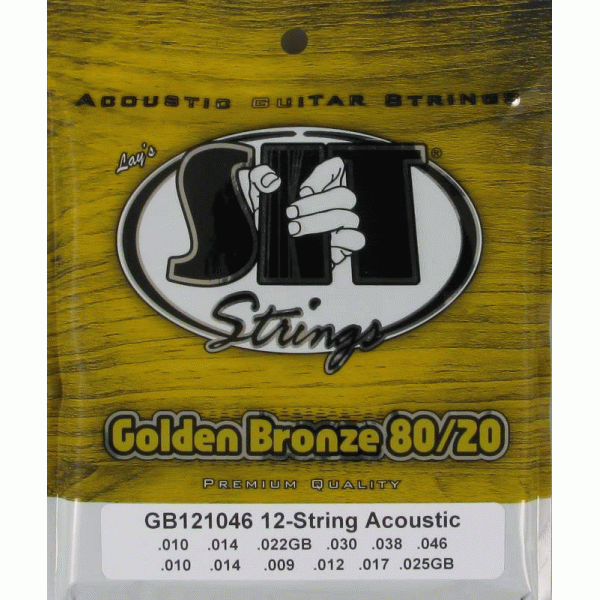 Acoustic Guitar Strings
Lay's
SIT ®
Strings
Golden Bronze 80/20
Premium Quality
GB121046 12-String Acoustic
.010 .014 .022GB .030 .038 .046
.010 .014 .009 .012 .017 .025GB